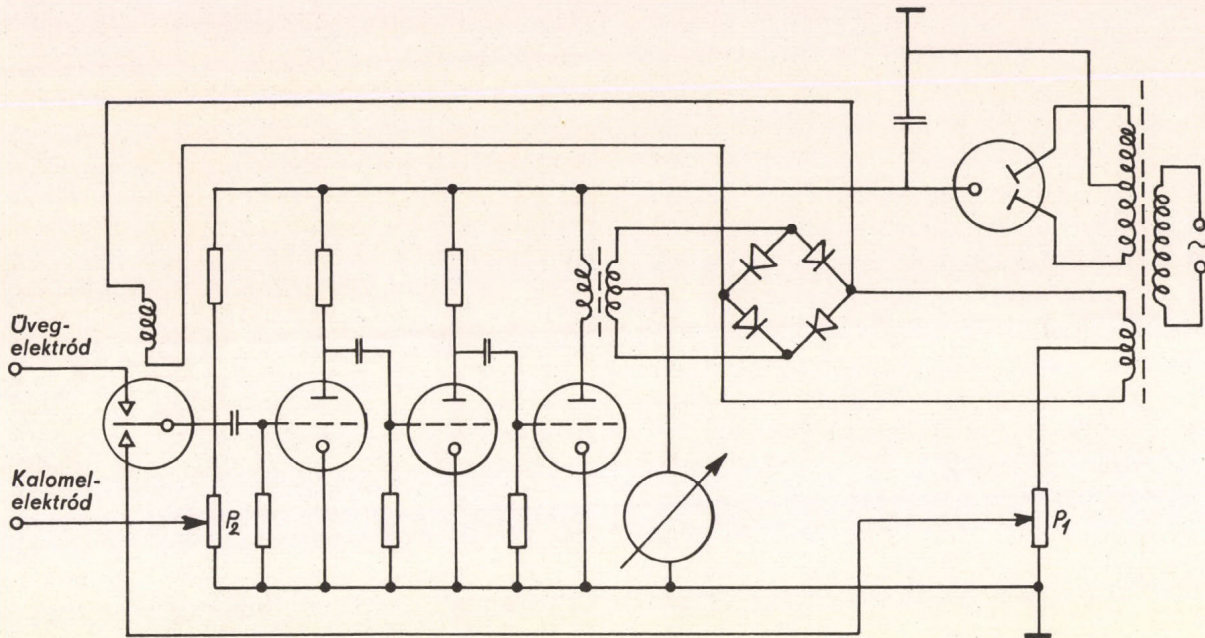 Üveg-
elektród
Kalomel-
elektród
P₂
P₁
~